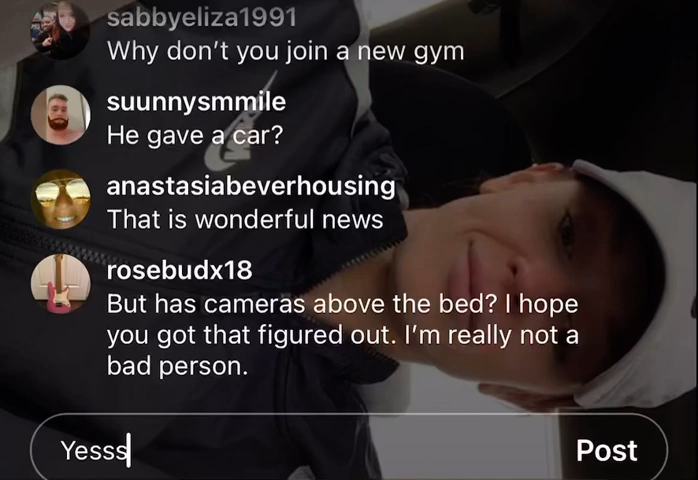 sabbyeliza1991
Why don’t you join a new gym
suunnysmmile
He gave a car?
anastasiabeverhousing
That is wonderful news
rosebudx18
But has cameras above the bed? I hope
you got that figured out. I’m really not a
bad person.
Yesss
Post